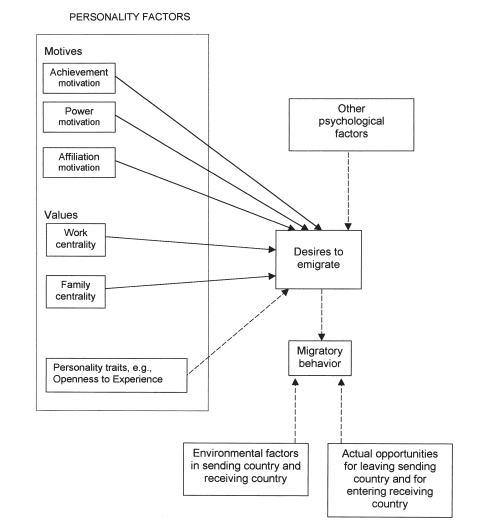 PERSONALITY FACTORS
Motives
Achievement
motivation
Power
motivation
Affiliation
motivation
Values
Work
centrality
Family
centrality
Personality traits, e.g.,
Openness to Experience
Other
psychological
factors
Desires to
emigrate
Migratory
behavior
Environmental factors
in sending country and
receiving country
Actual opportunities
for leaving sending
country and for
entering receiving
country